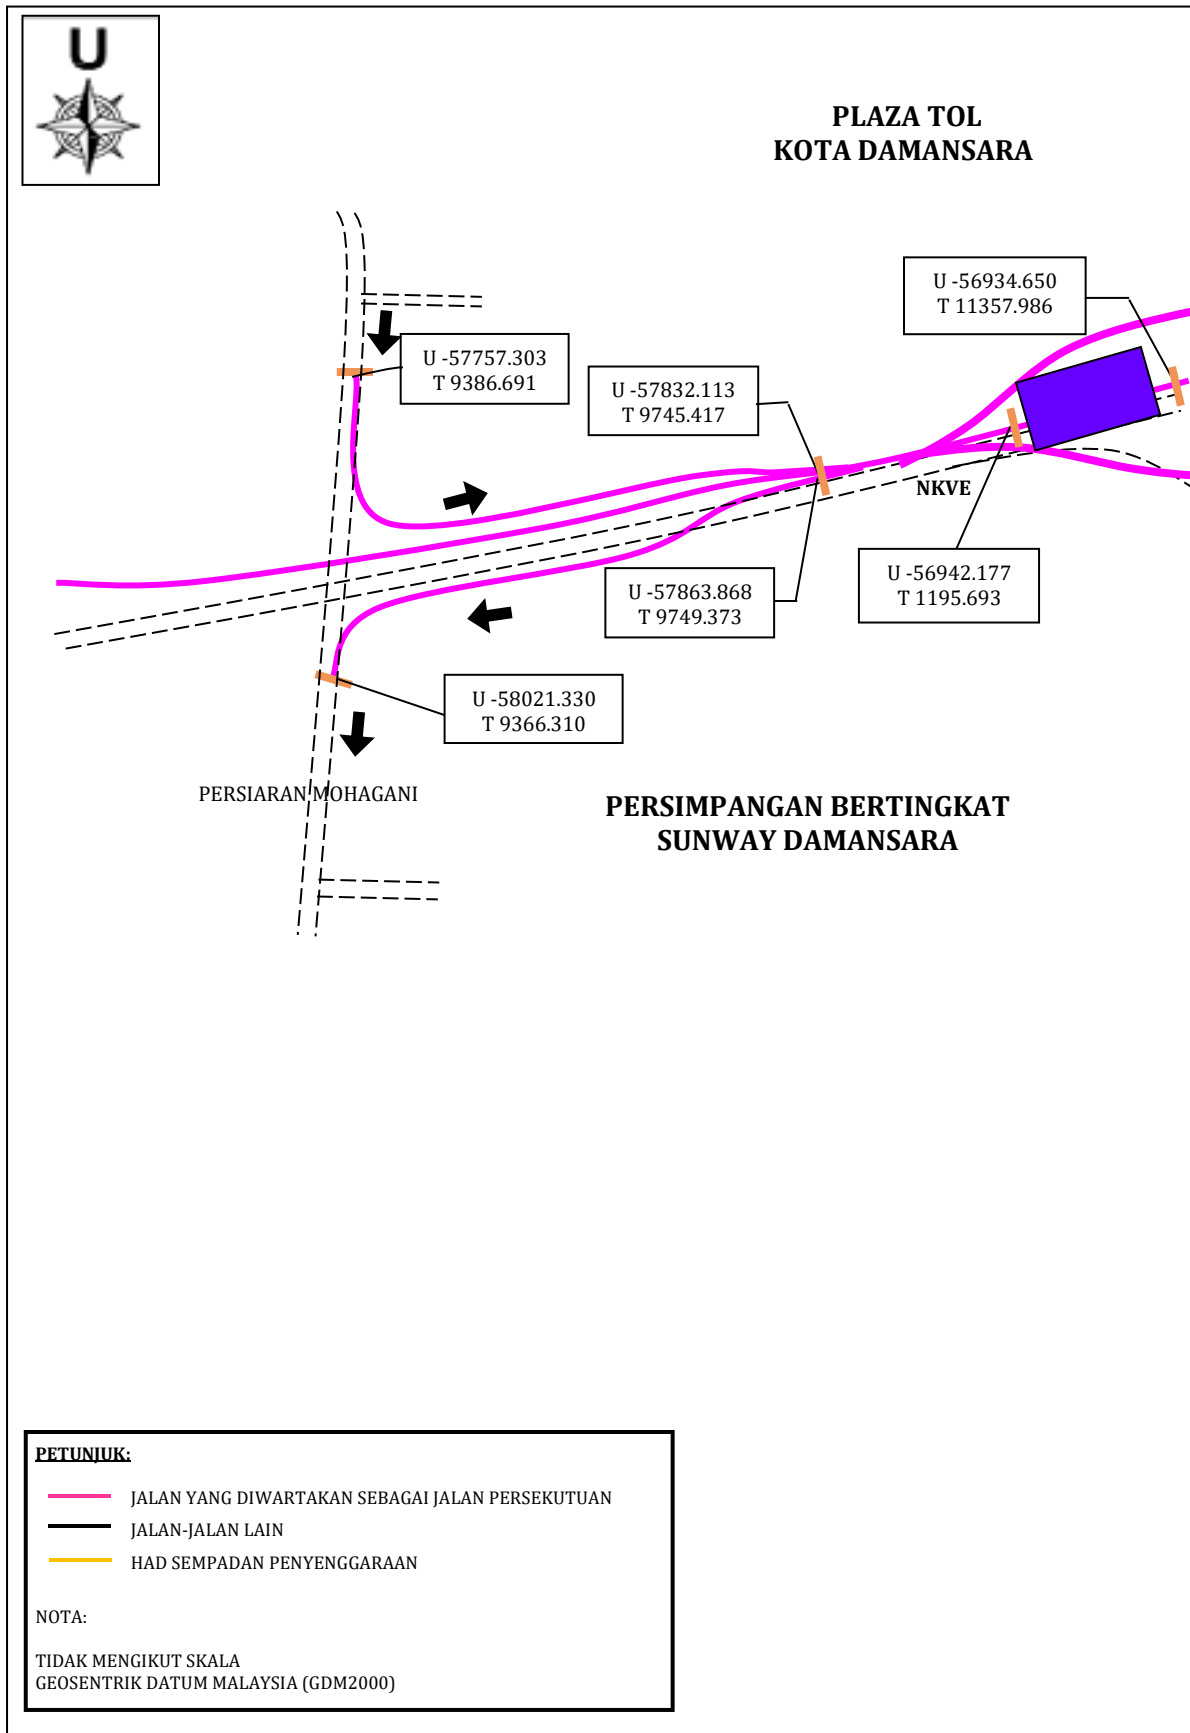 U
PLAZA TOL
KOTA DAMANSARA
U -56934.650
T 11357.986
U -57757.303
T 9386.691
U -57832.113
T 9745.417
NKVE
U -56942.177
T 1195.693
U -57863.868
T 9749.373
U -58021.330
T 9366.310
PERSIARAN MOHAGANI
PERSIMPANGAN BERTINGKAT
SUNWAY DAMANSARA
PETUNJUK:
JALAN YANG DIWARTAKAN SEBAGAI JALAN PERSEKUTUAN
JALAN-JALAN LAIN
HAD SEMPADAN PENYENGGARAAN
NOTA:
TIDAK MENGIKUT SKALA
GEOSENTRIK DATUM MALAYSIA (GDM2000)